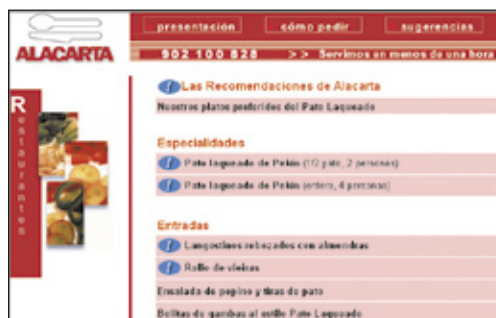 ALACARTA
presentación cómo pedir sugerencias
902 100 828 >> Servimos en menos de una hora
Restaurantes
Las Recomendaciones de Alacarta
Nuestros platos preferidos del Pato Laqueado
Especialidades
Pato laqueado de Pekín (1/2 pato, 2 personas)
Pato laqueado de Pekín (entero, 4 personas)
Entradas
Langostinos rebozados con almendras
Rollo de vieiras
Ensalada de pepino y tiras de pato
Bolitas de gambas al estilo Pato Laqueado